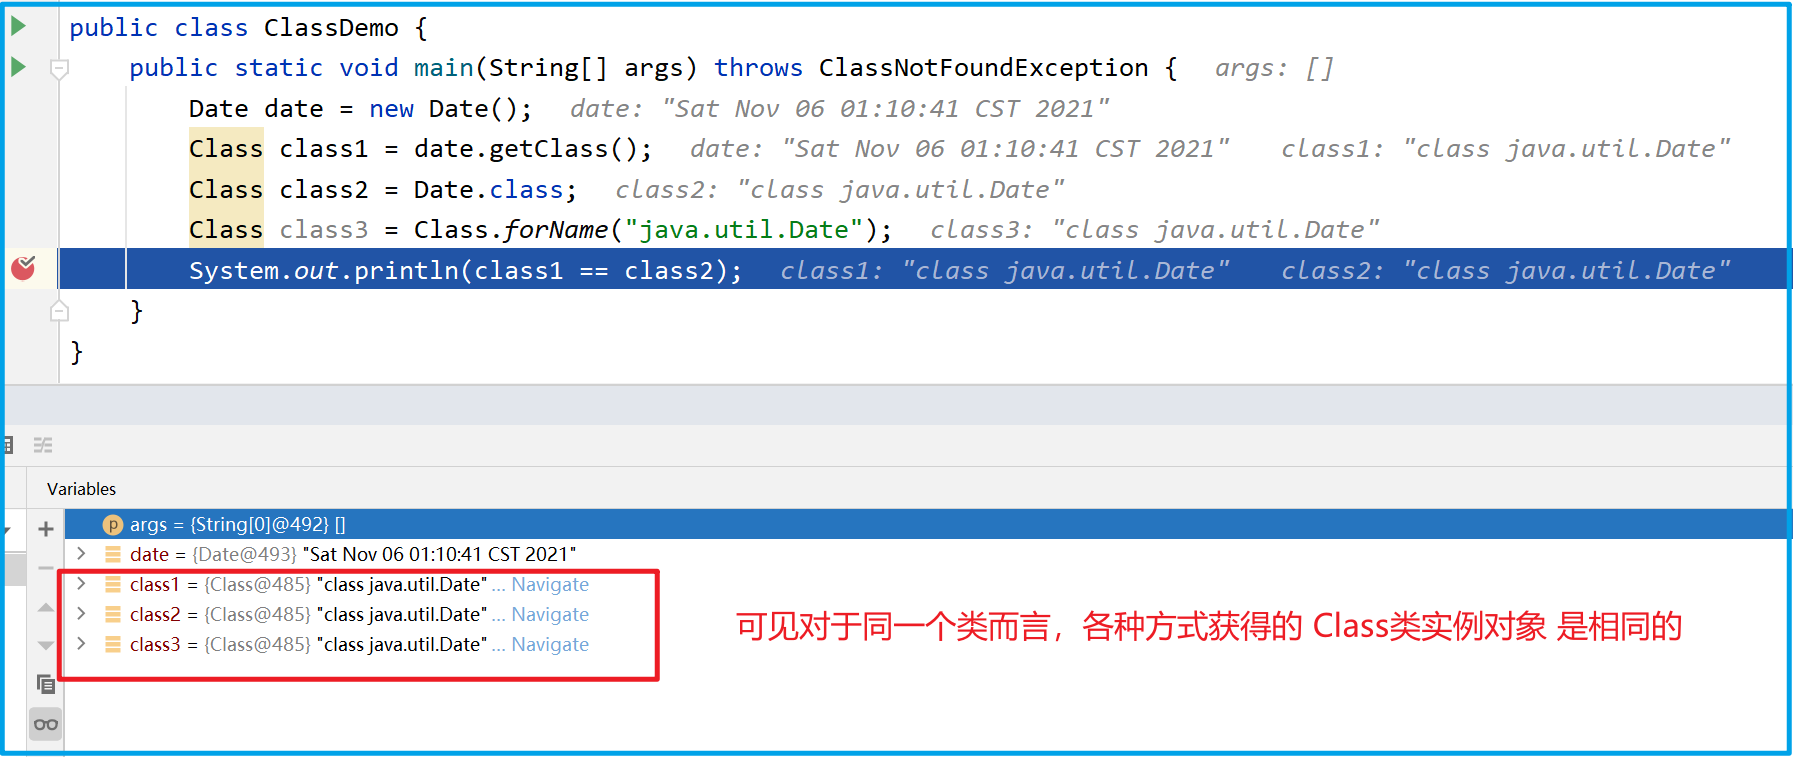 public class ClassDemo {
public static void main(String[] args) throws ClassNotFoundException {   args: []
Date date = new Date();   date: "Sat Nov 06 01:10:41 CST 2021"
Class class1 = date.getClass();   date: "Sat Nov 06 01:10:41 CST 2021"   class1: "class java.util.Date"
Class class2 = Date.class;   class2: "class java.util.Date"
Class class3 = Class.forName("java.util.Date");   class3: "class java.util.Date"
System.out.println(class1 == class2);   class1: "class java.util.Date"   class2: "class java.util.Date"
}
}
Variables
p args = {String[0]@492} []
date = {Date@493} "Sat Nov 06 01:10:41 CST 2021"
class1 = {Class@485} "class java.util.Date" ... Navigate
class2 = {Class@485} "class java.util.Date" ... Navigate
class3 = {Class@485} "class java.util.Date" ... Navigate
可见对于同一个类而言，各种方式获得的 Class类实例对象 是相同的